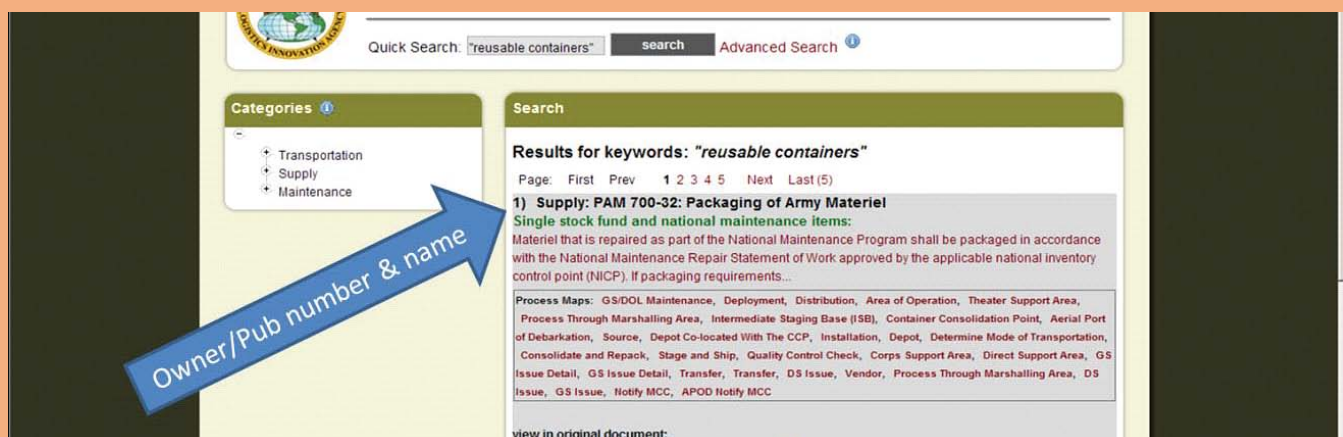 LOGISTICS INNOVATION AGENCY
Quick Search: "reusable containers" search Advanced Search
Categories
Transportation
Supply
Maintenance
Search
Results for keywords: "reusable containers"
Page: First Prev 1 2 3 4 5 Next Last (5)
1) Supply: PAM 700-32: Packaging of Army Materiel
Single stock fund and national maintenance items:
Materiel that is repaired as part of the National Maintenance Program shall be packaged in accordance
with the National Maintenance Repair Statement of Work approved by the applicable national inventory
control point (NICP). If packaging requirements...
Process Maps: GS/DOL Maintenance, Deployment, Distribution, Area of Operation, Theater Support Area,
Process Through Marshalling Area, Intermediate Staging Base (ISB), Container Consolidation Point, Aerial Port
of Debarkation, Source, Depot Co-located With The CCP, Installation, Depot, Determine Mode of Transportation,
Consolidate and Repack, Stage and Ship, Quality Control Check, Corps Support Area, Direct Support Area, GS
Issue Detail, GS Issue Detail, Transfer, Transfer, DS Issue, Vendor, Process Through Marshalling Area, DS
Issue, GS Issue, Notify MCC, APOD Notify MCC
view in original document:
Owner/Pub number & name